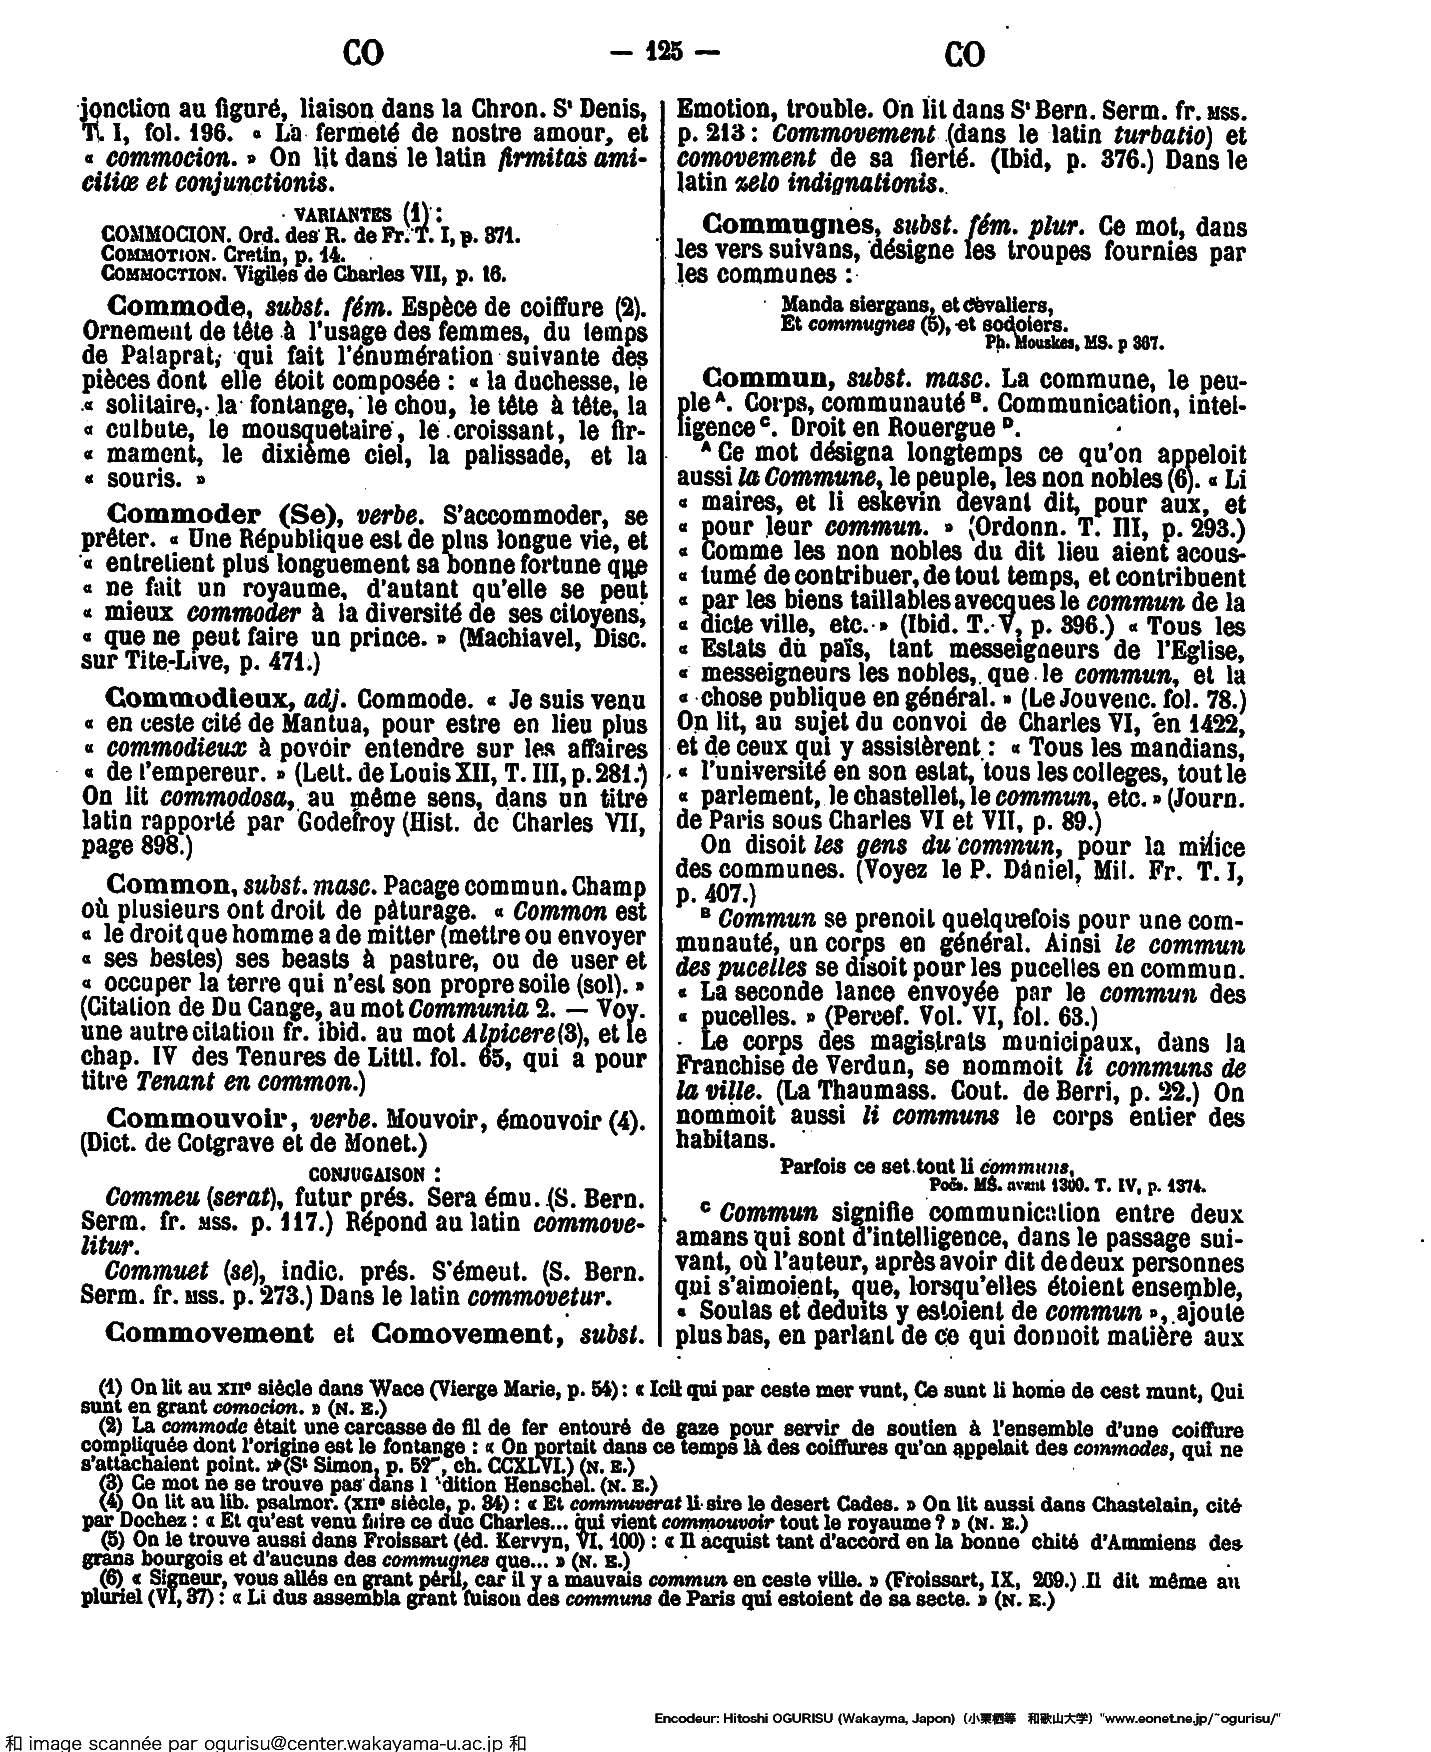 CO — 125 — CO
jonction au figuré, liaison dans la Chron. St Denis,
T. I, fol. 196. « La fermeté de nostre amour, et
« commocion. » On lit dans le latin firmitas ami-
citiæ et conjunctionis.
VARIANTES (1) :
COMMOCION. Ord. des R. de Fr. T. I, p. 371.
COMMOTION. Cretin, p. 14.
COMMOCTION. Vigiles de Charles VII, p. 16.
Commode, subst. fém. Espèce de coiffure (2).
Ornement de tête à l'usage des femmes, du temps
de Palaprat, qui fait l'énumération suivante des
pièces dont elle étoit composée : « la duchesse, le
« solitaire, la fontange, le chou, le tête à tête, la
« culbute, le mousquetaire, le croissant, le fir-
« mament, le dixième ciel, la palissade, et la
« souris. »
Commoder (Se), verbe. S'accommoder, se
prêter. « Une République est de plus longue vie, et
« entretient plus longuement sa bonne fortune que
« ne fait un royaume, d'autant qu'elle se peut
« mieux commoder à la diversité de ses citoyens,
« que ne peut faire un prince. » (Machiavel, Disc.
sur Tite-Live, p. 471.)
Commodieux, adj. Commode. « Je suis venu
« en ceste cité de Mantua, pour estre en lieu plus
« commodieux à povoir entendre sur les affaires
« de l'empereur. » (Lett. de Louis XII, T. III, p. 281.)
On lit commodosa, au même sens, dans un titre
latin rapporté par Godefroy (Hist. de Charles VII,
page 898.)
Common, subst. masc. Pacage commun. Champ
où plusieurs ont droit de pâturage. « Common est
« le droit que homme a de mitter (mettre ou envoyer
« ses bestes) ses beasts à pasture, ou de user et
« occuper la terre qui n'est son propre soile (sol). »
(Citation de Du Cange, au mot Communia 2. — Voy.
une autre citation fr. ibid. au mot Alpicere (3), et le
chap. IV des Tenures de Littl. fol. 65, qui a pour
titre Tenant en common.)
Commouvoir, verbe. Mouvoir, émouvoir (4).
(Dict. de Cotgrave et de Monet.)
CONJUGAISON :
Commeu (serat), futur prés. Sera ému. (S. Bern.
Serm. fr. MSS. p. 117.) Répond au latin commove-
litur.
Commuet (se), indic. prés. S'émeut. (S. Bern.
Serm. fr. MSS. p. 273.) Dans le latin commovetur.
Commovement et Comovement, subst.
Emotion, trouble. On lit dans St Bern. Serm. fr. MSS.
p. 213 : Commovement (dans le latin turbatio) et
comovement de sa fierté. (Ibid, p. 376.) Dans le
latin zelo indignationis.
Commugnes, subst. fém. plur. Ce mot, dans
les vers suivans, désigne les troupes fournies par
les communes :
Manda siergans, et cevaliers,
Et commugnes (5), et sodoiers.
Ph. Mouskes, MS. p 367.
Commun, subst. masc. La commune, le peu-
ple A. Corps, communauté B. Communication, intel-
ligence C. Droit en Rouergue D.
A Ce mot désigna longtemps ce qu'on appeloit
aussi la Commune, le peuple, les non nobles (6). « Li
« maires, et li eskevin devant dit, pour aux, et
« pour leur commun. » (Ordonn. T. III, p. 293.)
« Comme les non nobles du dit lieu aient acous-
« tumé de contribuer, de tout temps, et contribuent
« par les biens taillables avecques le commun de la
« dicte ville, etc. » (Ibid. T. V, p. 396.) « Tous les
« Estats du païs, tant messeigneurs de l'Eglise,
« messeigneurs les nobles, que le commun, et la
« chose publique en général. » (Le Jouvenc. fol. 78.)
On lit, au sujet du convoi de Charles VI, en 1422,
et de ceux qui y assistèrent : « Tous les mandians,
« l'université en son estat, tous les colleges, tout le
« parlement, le chastellet, le commun, etc. » (Journ.
de Paris sous Charles VI et VII, p. 89.)
On disoit les gens du commun, pour la milice
des communes. (Voyez le P. Daniel, Mil. Fr. T. I,
p. 407.)
B Commun se prenoit quelquefois pour une com-
munauté, un corps en général. Ainsi le commun
des pucelles se disoit pour les pucelles en commun.
« La seconde lance envoyée par le commun des
« pucelles. » (Percef. Vol. VI, fol. 63.)
Le corps des magistrats municipaux, dans la
Franchise de Verdun, se nommoit li communs de
la ville. (La Thaumass. Cout. de Berri, p. 22.) On
nommoit aussi li communs le corps entier des
habitans.
Parfois ce set tout li communs,
Poës. MS. avant 1300. T. IV, p. 1374.
C Commun signifie communication entre deux
amans qui sont d'intelligence, dans le passage sui-
vant, où l'auteur, après avoir dit de deux personnes
qui s'aimoient, que, lorsqu'elles étoient ensemble,
« Soulas et deduits y estoient de commun », ajoute
plus bas, en parlant de ce qui donnoit matière aux
(1) On lit au XIIe siècle dans Wace (Vierge Marie, p. 54) : « Icil qui par ceste mer vunt, Ce sunt li home de cest munt, Qui
sunt en grant comocion. » (N. E.)
(2) La commode était une carcasse de fil de fer entouré de gaze pour servir de soutien à l'ensemble d'une coiffure
compliquée dont l'origine est le fontange : « On portait dans ce temps là des coiffures qu'on appelait des commodes, qui ne
s'attachaient point. » (St Simon, p. ch. CCXLVI.) (N. E.)
(3) Ce mot ne se trouve pas dans l'dition Henschel. (N. E.)
(4) On lit au lib. psalmor. (XIIe siècle, p. 34) : « Et commuverat li sire le desert Cades. » On lit aussi dans Chastelain, cité
par Dochez : « Et qu'est venu faire ce duc Charles... qui vient commouvoir tout le royaume ? » (N. E.)
(5) On le trouve aussi dans Froissart (éd. Kervyn, VI, 100) : « Il acquist tant d'accord en la bonne chité d'Ammiens des
grans bourgois et d'aucuns des commugnes que... » (N. E.)
(6) « Signeur, vous allés en grant péril, car il y a mauvais commun en ceste ville. » (Froissart, IX, 269.) Il dit même au
pluriel (VI, 37) : « Li dus assembla grant fuison des communs de Paris qui estoient de sa secte. » (N. E.)
Encodeur: Hitoshi OGURISU (Wakayma, Japon) (小栗栖等 和歌山大学) "www.eonet.ne.jp/~ogurisu/"
和 image scannée par ogurisu@center.wakayama-u.ac.jp 和